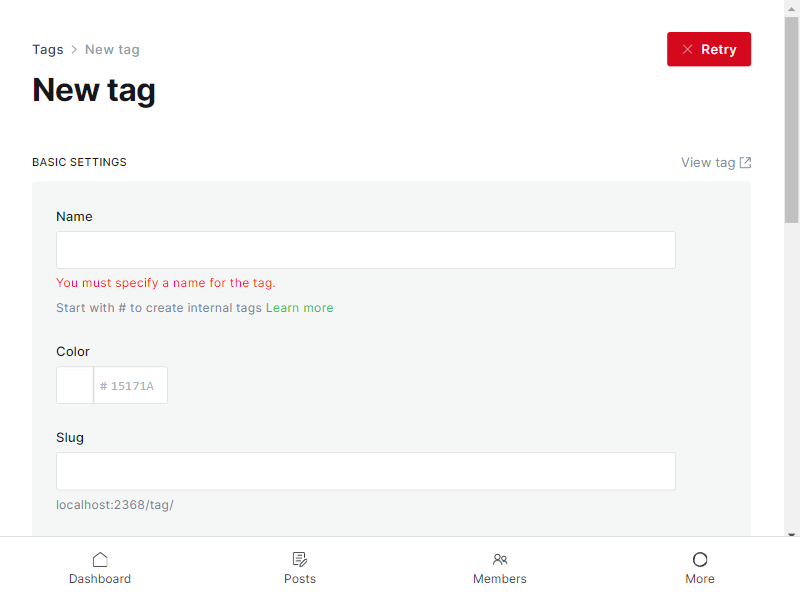 Tags > New tag
Retry
New tag
BASIC SETTINGS
View tag
Name
You must specify a name for the tag.
Start with # to create internal tags Learn more
Color
# 15171A
Slug
localhost:2368/tag/
Dashboard
Posts
Members
More